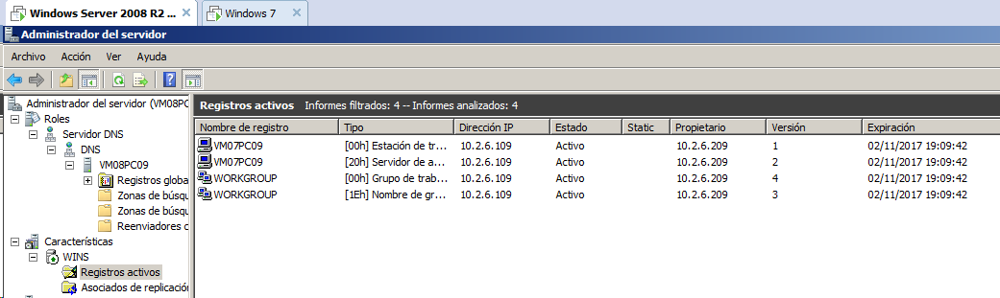 Windows Server 2008 R2 ... Windows 7
Administrador del servidor
Archivo Acción Ver Ayuda
Administrador del servidor (VM08PC
Roles
Servidor DNS
DNS
VM08PC09
Registros globa
Zonas de búsqu
Zonas de búsqu
Reenviadores c
Características
WINS
Registros activos
Asociados de replicación
Registros activos Informes filtrados: 4 -- Informes analizados: 4
Nombre de registro Tipo Dirección IP Estado Static Propietario Versión Expiración
VM07PC09 [00h] Estación de tr... 10.2.6.109 Activo 10.2.6.209 1 02/11/2017 19:09:42
VM07PC09 [20h] Servidor de a... 10.2.6.109 Activo 10.2.6.209 2 02/11/2017 19:09:42
WORKGROUP [00h] Grupo de trab... 10.2.6.109 Activo 10.2.6.209 4 02/11/2017 19:09:42
WORKGROUP [1Eh] Nombre de gr... 10.2.6.109 Activo 10.2.6.209 3 02/11/2017 19:09:42